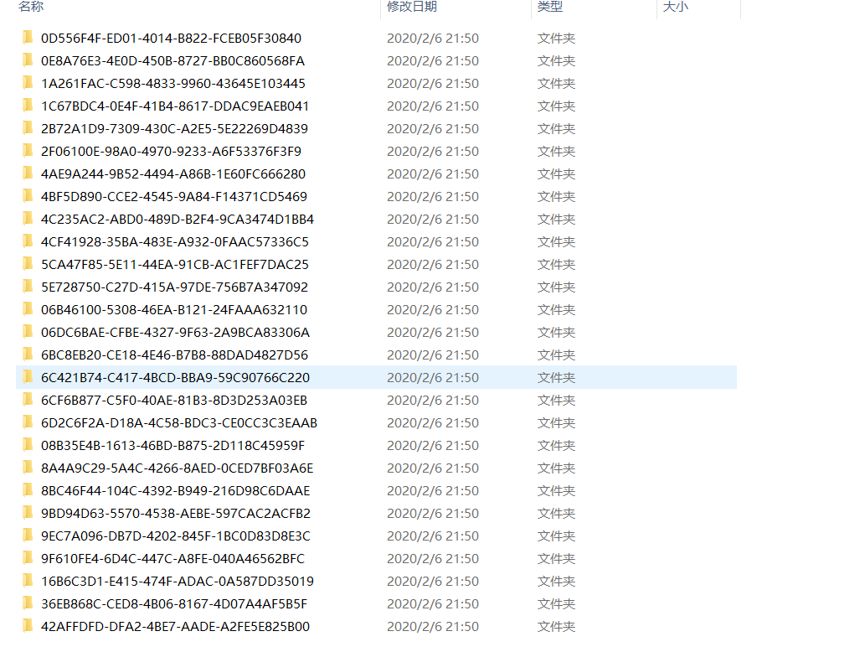 名称 修改日期 类型 大小
0D556F4F-ED01-4014-B822-FCEB05F30840 2020/2/6 21:50 文件夹
0E8A76E3-4E0D-450B-8727-BB0C860568FA 2020/2/6 21:50 文件夹
1A261FAC-C598-4833-9960-43645E103445 2020/2/6 21:50 文件夹
1C67BDC4-0E4F-41B4-8617-DDAC9EAEB041 2020/2/6 21:50 文件夹
2B72A1D9-7309-430C-A2E5-5E22269D4839 2020/2/6 21:50 文件夹
2F06100E-98A0-4970-9233-A6F53376F3F9 2020/2/6 21:50 文件夹
4AE9A244-9B52-4494-A86B-1E60FC666280 2020/2/6 21:50 文件夹
4BF5D890-CCE2-4545-9A84-F14371CD5469 2020/2/6 21:50 文件夹
4C235AC2-ABD0-489D-B2F4-9CA3474D1BB4 2020/2/6 21:50 文件夹
4CF41928-35BA-483E-A932-0FAAC57336C5 2020/2/6 21:50 文件夹
5CA47F85-5E11-44EA-91CB-AC1FEF7DAC25 2020/2/6 21:50 文件夹
5E728750-C27D-415A-97DE-756B7A347092 2020/2/6 21:50 文件夹
06B46100-5308-46EA-B121-24FAAA632110 2020/2/6 21:50 文件夹
06DC6BAE-CFBE-4327-9F63-2A9BCA83306A 2020/2/6 21:50 文件夹
6BC8EB20-CE18-4E46-B7B8-88DAD4827D56 2020/2/6 21:50 文件夹
6C421B74-C417-4BCD-BBA9-59C90766C220 2020/2/6 21:50 文件夹
6CF6B877-C5F0-40AE-81B3-8D3D253A03EB 2020/2/6 21:50 文件夹
6D2C6F2A-D18A-4C58-BDC3-CE0CC3C3EAAB 2020/2/6 21:50 文件夹
08B35E4B-1613-46BD-B875-2D118C45959F 2020/2/6 21:50 文件夹
8A4A9C29-5A4C-4266-8AED-0CED7BF03A6E 2020/2/6 21:50 文件夹
8BC46F44-104C-4392-B949-216D98C6DAAE 2020/2/6 21:50 文件夹
9BD94D63-5570-4538-AEBE-597CAC2ACFB2 2020/2/6 21:50 文件夹
9EC7A096-DB7D-4202-845F-1BC0D83D8E3C 2020/2/6 21:50 文件夹
9F610FE4-6D4C-447C-A8FE-040A46562BFC 2020/2/6 21:50 文件夹
16B6C3D1-E415-474F-ADAC-0A587DD35019 2020/2/6 21:50 文件夹
36EB868C-CED8-4B06-8167-4D07A4AF5B5F 2020/2/6 21:50 文件夹
42AFFDFD-DFA2-4BE7-AADE-A2FE5E825B00 2020/2/6 21:50 文件夹